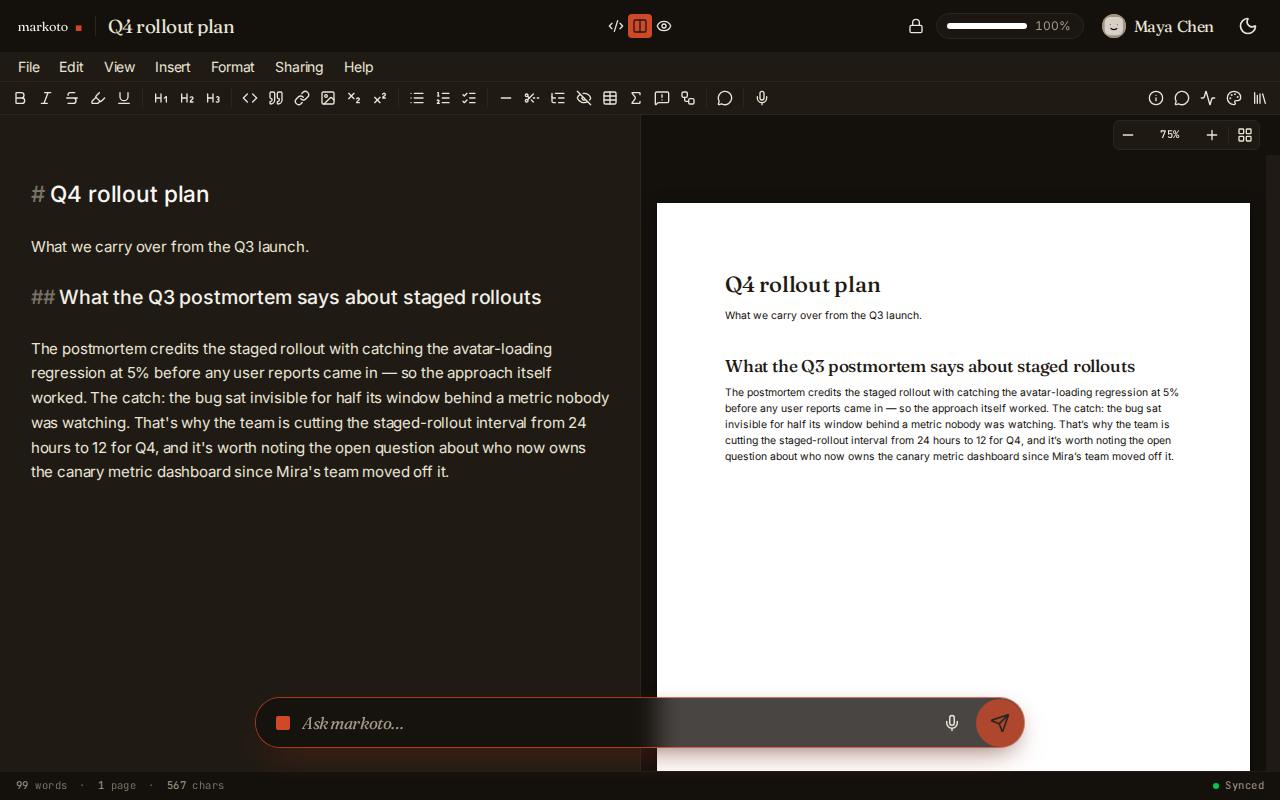 markoto
Q4 rollout plan
100%
Maya Chen
File Edit View Insert Format Sharing Help
H1 H2 H3
X2 X2
75%
# Q4 rollout plan
What we carry over from the Q3 launch.
## What the Q3 postmortem says about staged rollouts
The postmortem credits the staged rollout with catching the avatar-loading
regression at 5% before any user reports came in — so the approach itself
worked. The catch: the bug sat invisible for half its window behind a metric nobody
was watching. That's why the team is cutting the staged-rollout interval from 24
hours to 12 for Q4, and it's worth noting the open question about who now owns
the canary metric dashboard since Mira's team moved off it.
Q4 rollout plan
What we carry over from the Q3 launch.
What the Q3 postmortem says about staged rollouts
The postmortem credits the staged rollout with catching the avatar-loading regression at 5%
before any user reports came in — so the approach itself worked. The catch: the bug sat
invisible for half its window behind a metric nobody was watching. That's why the team is
cutting the staged-rollout interval from 24 hours to 12 for Q4, and it's worth noting the open
question about who now owns the canary metric dashboard since Mira's team moved off it.
Ask markoto...
99 words · 1 page · 567 chars
Synced